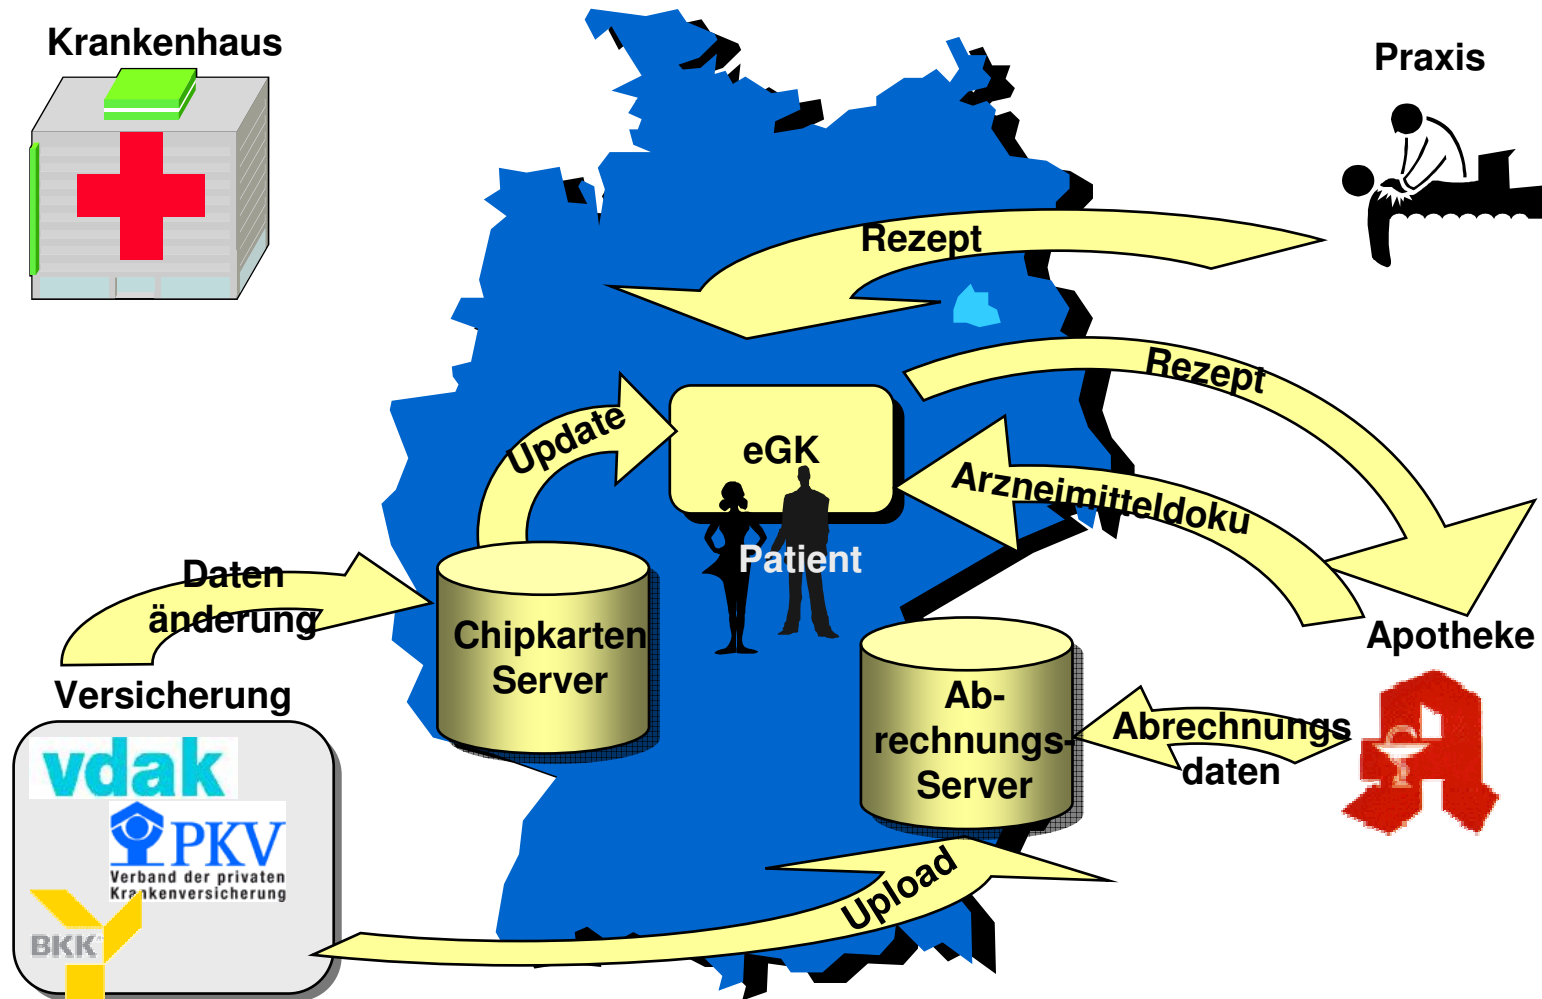 Krankenhaus
Praxis
Rezept
Rezept
Update
eGK
Arzneimitteldoku
Patient
Daten
änderung
Chipkarten
Server
Apotheke
Versicherung
Ab-
rechnungs-
Server
Abrechnungs
daten
vdak
PKV
Verband der privaten
Krankenversicherung
Upload
BKK